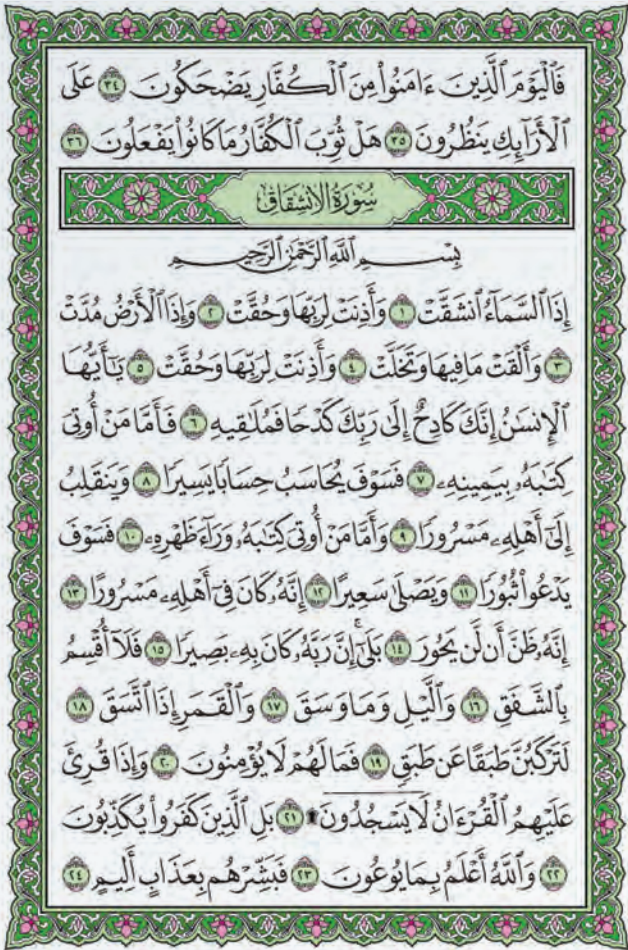 فَٱلْيَوْمَ ٱلَّذِينَ ءَامَنُوا۟ مِنَ ٱلْكُفَّارِ يَضْحَكُونَ ٣٤ عَلَى
ٱلْأَرَآئِكِ يَنظُرُونَ ٣٥ هَلْ ثُوِّبَ ٱلْكُفَّارُ مَا كَانُوا۟ يَفْعَلُونَ ٣٦
سُورَةُ الانشِقَاقِ
بِسْمِ ٱللَّهِ ٱلرَّحْمَٰنِ ٱلرَّحِيمِ
إِذَا ٱلسَّمَآءُ ٱنشَقَّتْ ١ وَأَذِنَتْ لِرَبِّهَا وَحُقَّتْ ٢ وَإِذَا ٱلْأَرْضُ مُدَّتْ
٣ وَأَلْقَتْ مَا فِيهَا وَتَخَلَّتْ ٤ وَأَذِنَتْ لِرَبِّهَا وَحُقَّتْ ٥ يَٰٓأَيُّهَا
ٱلْإِنسَٰنُ إِنَّكَ كَادِحٌ إِلَىٰ رَبِّكَ كَدْحًا فَمُلَٰقِيهِ ٦ فَأَمَّا مَنْ أُوتِىَ
كِتَٰبَهُۥ بِيَمِينِهِۦ ٧ فَسَوْفَ يُحَاسَبُ حِسَابًا يَسِيرًا ٨ وَيَنقَلِبُ
إِلَىٰٓ أَهْلِهِۦ مَسْرُورًا ٩ وَأَمَّا مَنْ أُوتِىَ كِتَٰبَهُۥ وَرَآءَ ظَهْرِهِۦ ١٠ فَسَوْفَ
يَدْعُوا۟ ثُبُورًا ١١ وَيَصْلَىٰ سَعِيرًا ١٢ إِنَّهُۥ كَانَ فِىٓ أَهْلِهِۦ مَسْرُورًا ١٣
إِنَّهُۥ ظَنَّ أَن لَّن يَحُورَ ١٤ بَلَىٰٓۚ إِنَّ رَبَّهُۥ كَانَ بِهِۦ بَصِيرًا ١٥ فَلَآ أُقْسِمُ
بِٱلشَّفَقِ ١٦ وَٱلَّيْلِ وَمَا وَسَقَ ١٧ وَٱلْقَمَرِ إِذَا ٱتَّسَقَ ١٨
لَتَرْكَبُنَّ طَبَقًا عَن طَبَقٍ ١٩ فَمَا لَهُمْ لَا يُؤْمِنُونَ ٢٠ وَإِذَا قُرِئَ
عَلَيْهِمُ ٱلْقُرْءَانُ لَا يَسْجُدُونَ ۩ ٢١ بَلِ ٱلَّذِينَ كَفَرُوا۟ يُكَذِّبُونَ
٢٢ وَٱللَّهُ أَعْلَمُ بِمَا يُوعُونَ ٢٣ فَبَشِّرْهُم بِعَذَابٍ أَلِيمٍ ٢٤